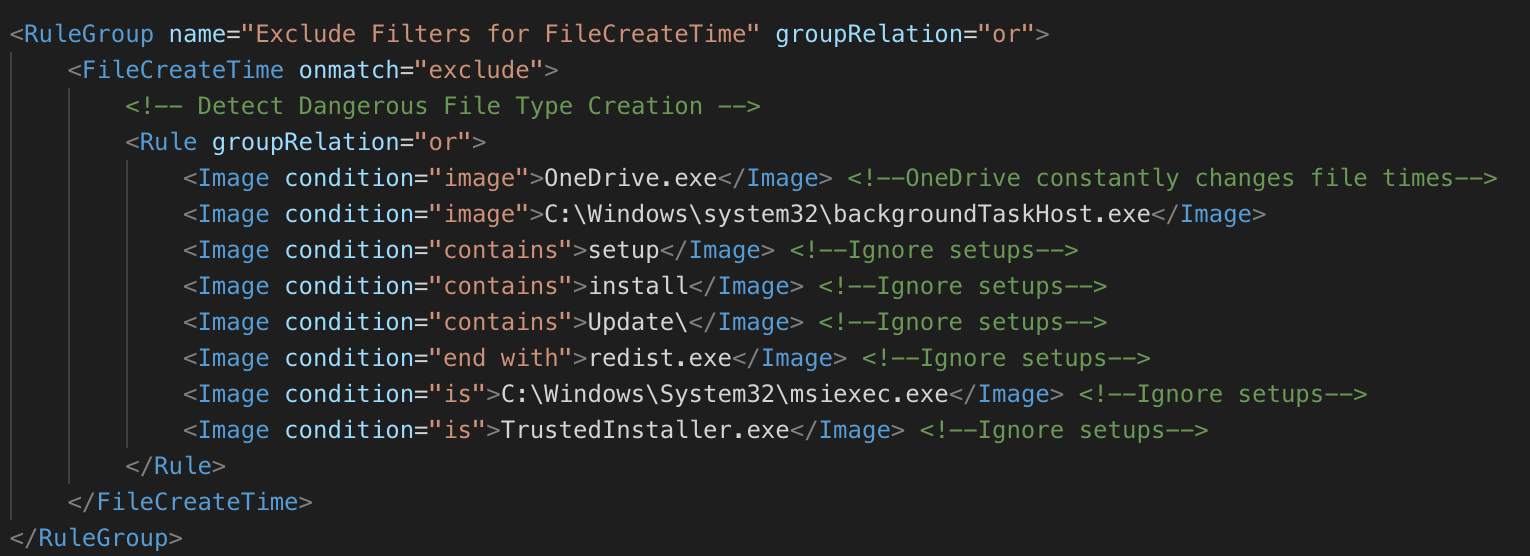 <RuleGroup name="Exclude Filters for FileCreateTime" groupRelation="or">
<FileCreateTime onmatch="exclude">
<!-- Detect Dangerous File Type Creation -->
<Rule groupRelation="or">
<Image condition="image">OneDrive.exe</Image> <!--OneDrive constantly changes file times-->
<Image condition="image">C:\Windows\system32\backgroundTaskHost.exe</Image>
<Image condition="contains">setup</Image> <!--Ignore setups-->
<Image condition="contains">install</Image> <!--Ignore setups-->
<Image condition="contains">Update\</Image> <!--Ignore setups-->
<Image condition="end with">redist.exe</Image> <!--Ignore setups-->
<Image condition="is">C:\Windows\System32\msiexec.exe</Image> <!--Ignore setups-->
<Image condition="is">TrustedInstaller.exe</Image> <!--Ignore setups-->
</Rule>
</FileCreateTime>
</RuleGroup>